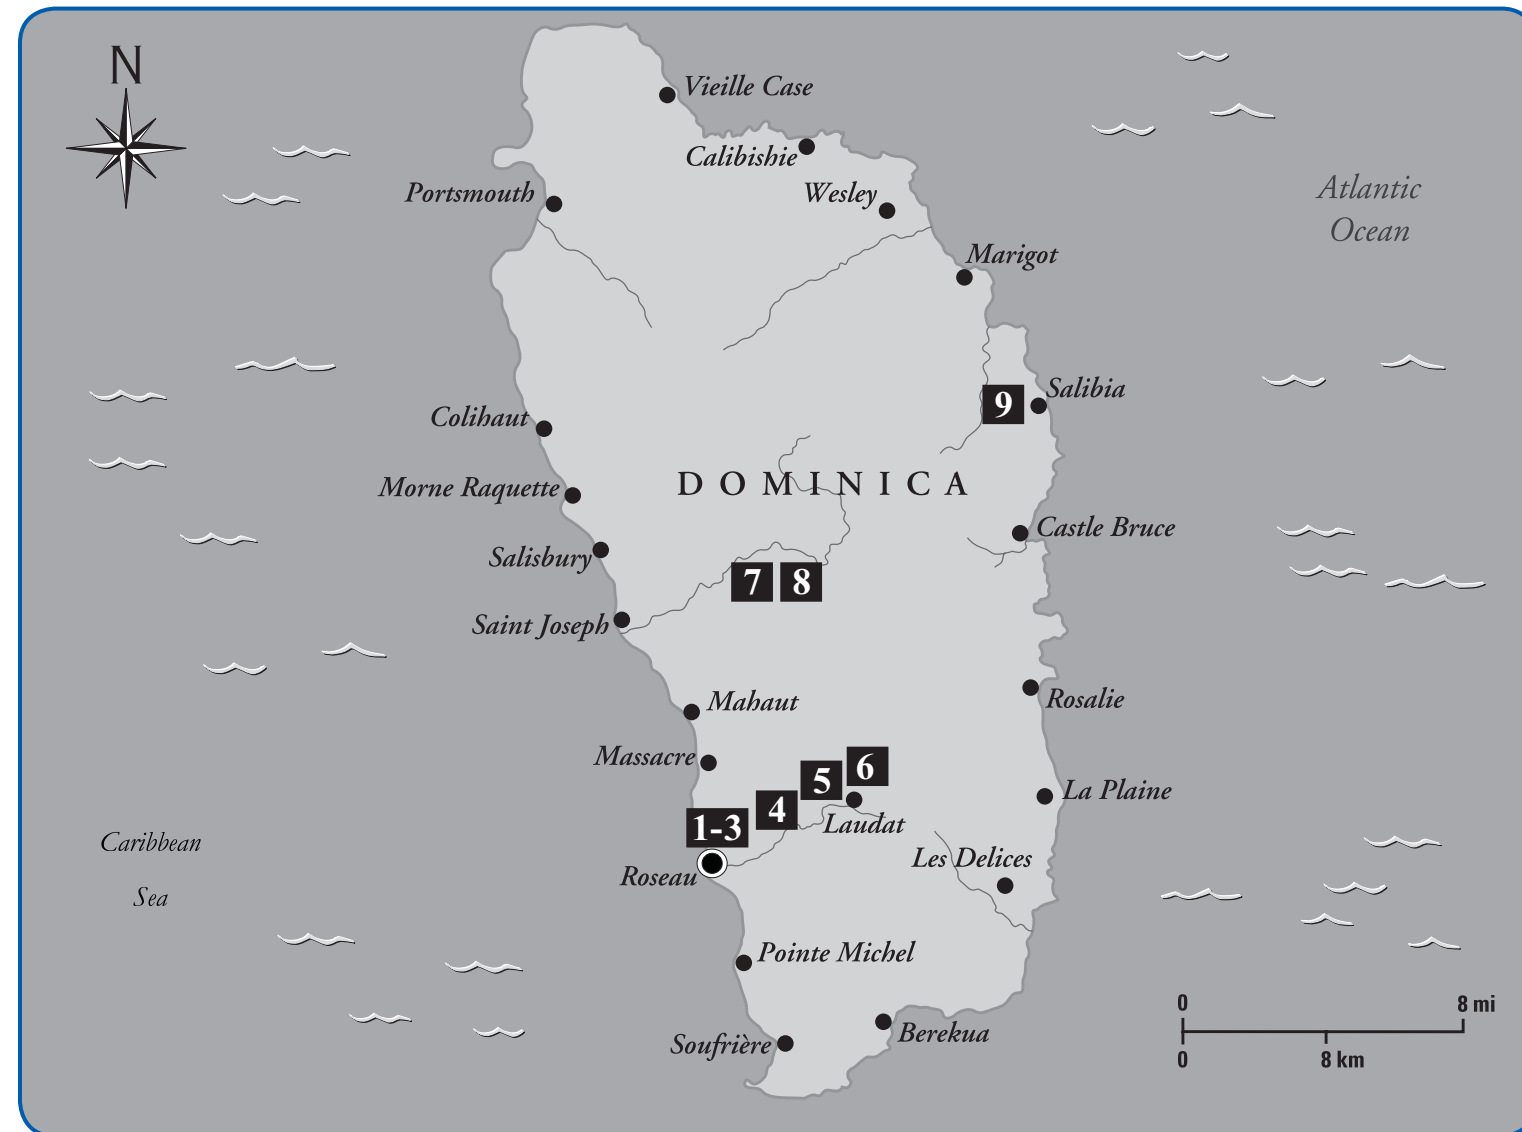 N
Vieille Case
Calibishie
Portsmouth
Wesley
Atlantic
Ocean
Marigot
Salibia
9
Colihaut
DOMINICA
Morne Raquette
Castle Bruce
Salisbury
7 8
Saint Joseph
Rosalie
Mahaut
Massacre
6
5
La Plaine
4
1-3
Laudat
Caribbean
Sea
Les Delices
Roseau
Pointe Michel
0 8 mi
Berekua
Soufrière
0 8 km